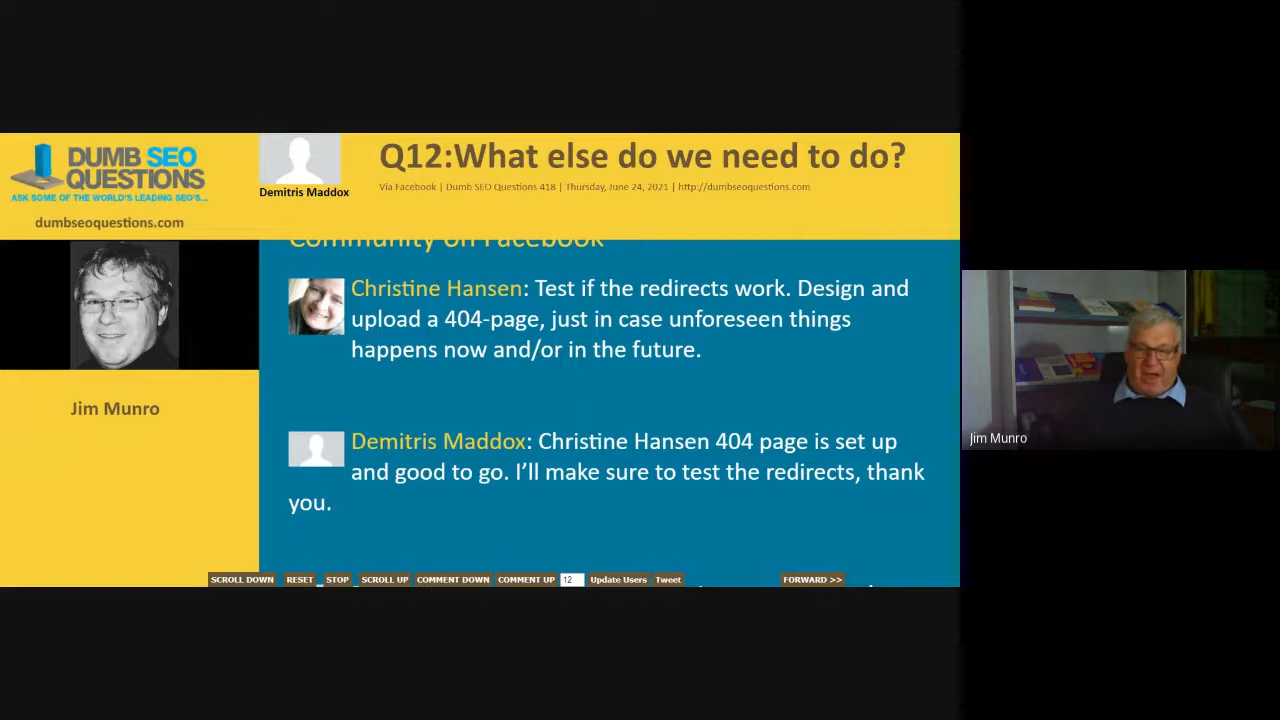 DUMB SEO
QUESTIONS
ASK SOME OF THE WORLD'S LEADING SEO'S...
dumbseoquestions.com
Demitris Maddox
Q12:What else do we need to do?
Via Facebook | Dumb SEO Questions 418 | Thursday, June 24, 2021 | http://dumbseoquestions.com
Jim Munro
Community on Facebook
Christine Hansen: Test if the redirects work. Design and
upload a 404-page, just in case unforeseen things
happens now and/or in the future.
Demitris Maddox: Christine Hansen 404 page is set up
and good to go. I'll make sure to test the redirects, thank
you.
SCROLL DOWN RESET STOP SCROLL UP COMMENT DOWN COMMENT UP 12 Update Users Tweet FORWARD >>
Jim Munro